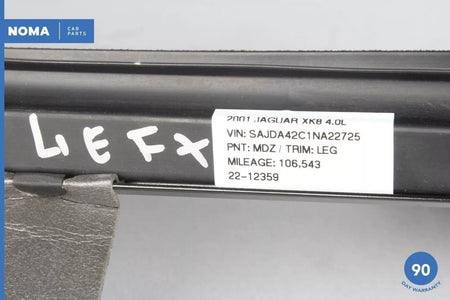 NOMA CAR PARTS
LIEFX
2001 JAGUAR XK8 4.0L
VIN: SAJDA42C1NA22725
PNT: MDZ / TRIM: LEG
MILEAGE: 106,543
22-12359
90
DAY WARRANTY